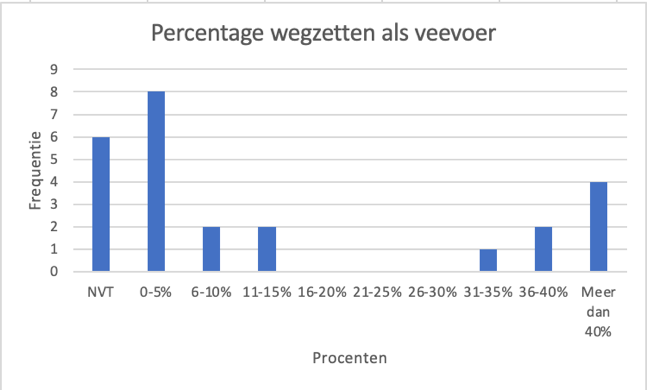 Percentage wegzetten als veevoer
9
8
7
6
5
4
3
2
1
0
Frequentie
NVT 0-5% 6-10% 11-15% 16-20% 21-25% 26-30% 31-35% 36-40% Meer
dan
40%
Procenten